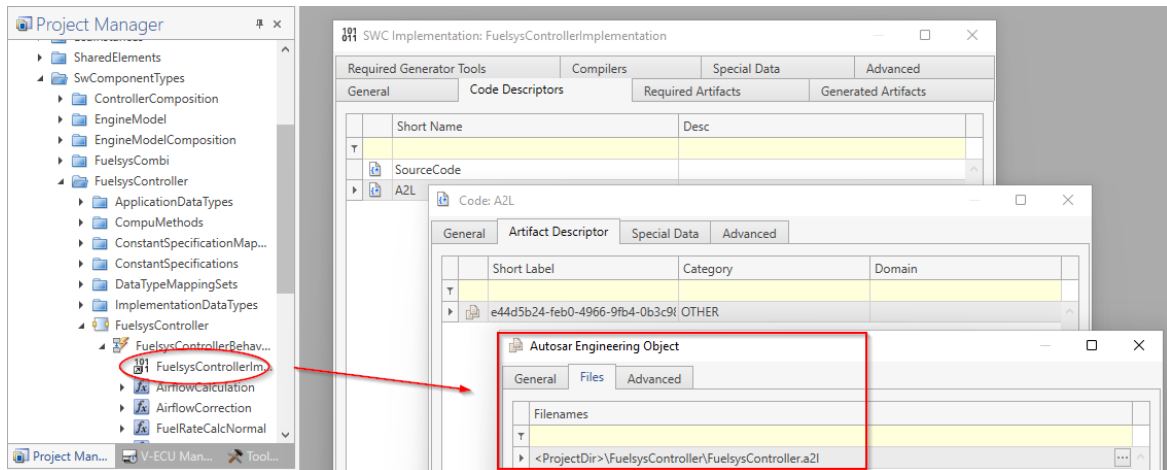 Project Manager
SharedElements
SwComponentTypes
ControllerComposition
EngineModel
EngineModelComposition
FuelsysCombi
FuelsysController
ApplicationDataTypes
CompuMethods
ConstantSpecificationMap...
ConstantSpecifications
DataTypeMappingSets
ImplementationDataTypes
FuelsysController
FuelsysControllerBehav...
FuelsysControllerIm...
AirflowCalculation
AirflowCorrection
FuelRateCalcNormal
Project Man... V-ECU Man... Tool...
SWC Implementation: FuelsysControllerImplementation
Required Generator Tools Compilers Special Data Advanced
General Code Descriptors Required Artifacts Generated Artifacts
Short Name Desc
SourceCode
A2L
Code: A2L
General Artifact Descriptor Special Data Advanced
Short Label Category Domain
e44d5b24-feb0-4966-9fb4-0b3c98 OTHER
Autosar Engineering Object
General Files Advanced
Filenames
<ProjectDir>\FuelsysController\FuelsysController.a2l